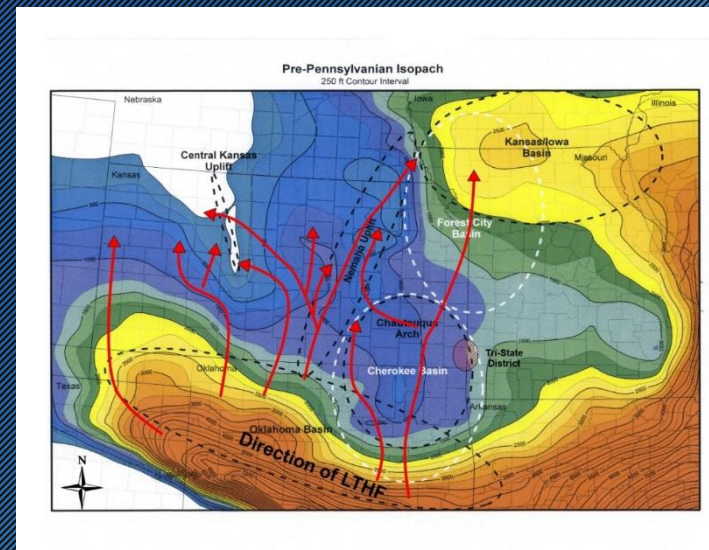 Pre-Pennsylvanian Isopach
250 ft Contour Interval
Nebraska
Iowa
Illinois
Kansas/Iowa
Basin
Missouri
Central Kansas
Uplift
Kansas
Nemaha Uplift
Forest City
Basin
Chautauqua
Arch
Tri-State
District
Cherokee Basin
Oklahoma
Texas
Arkansas
Oklahoma Basin
Direction of LTHF
N